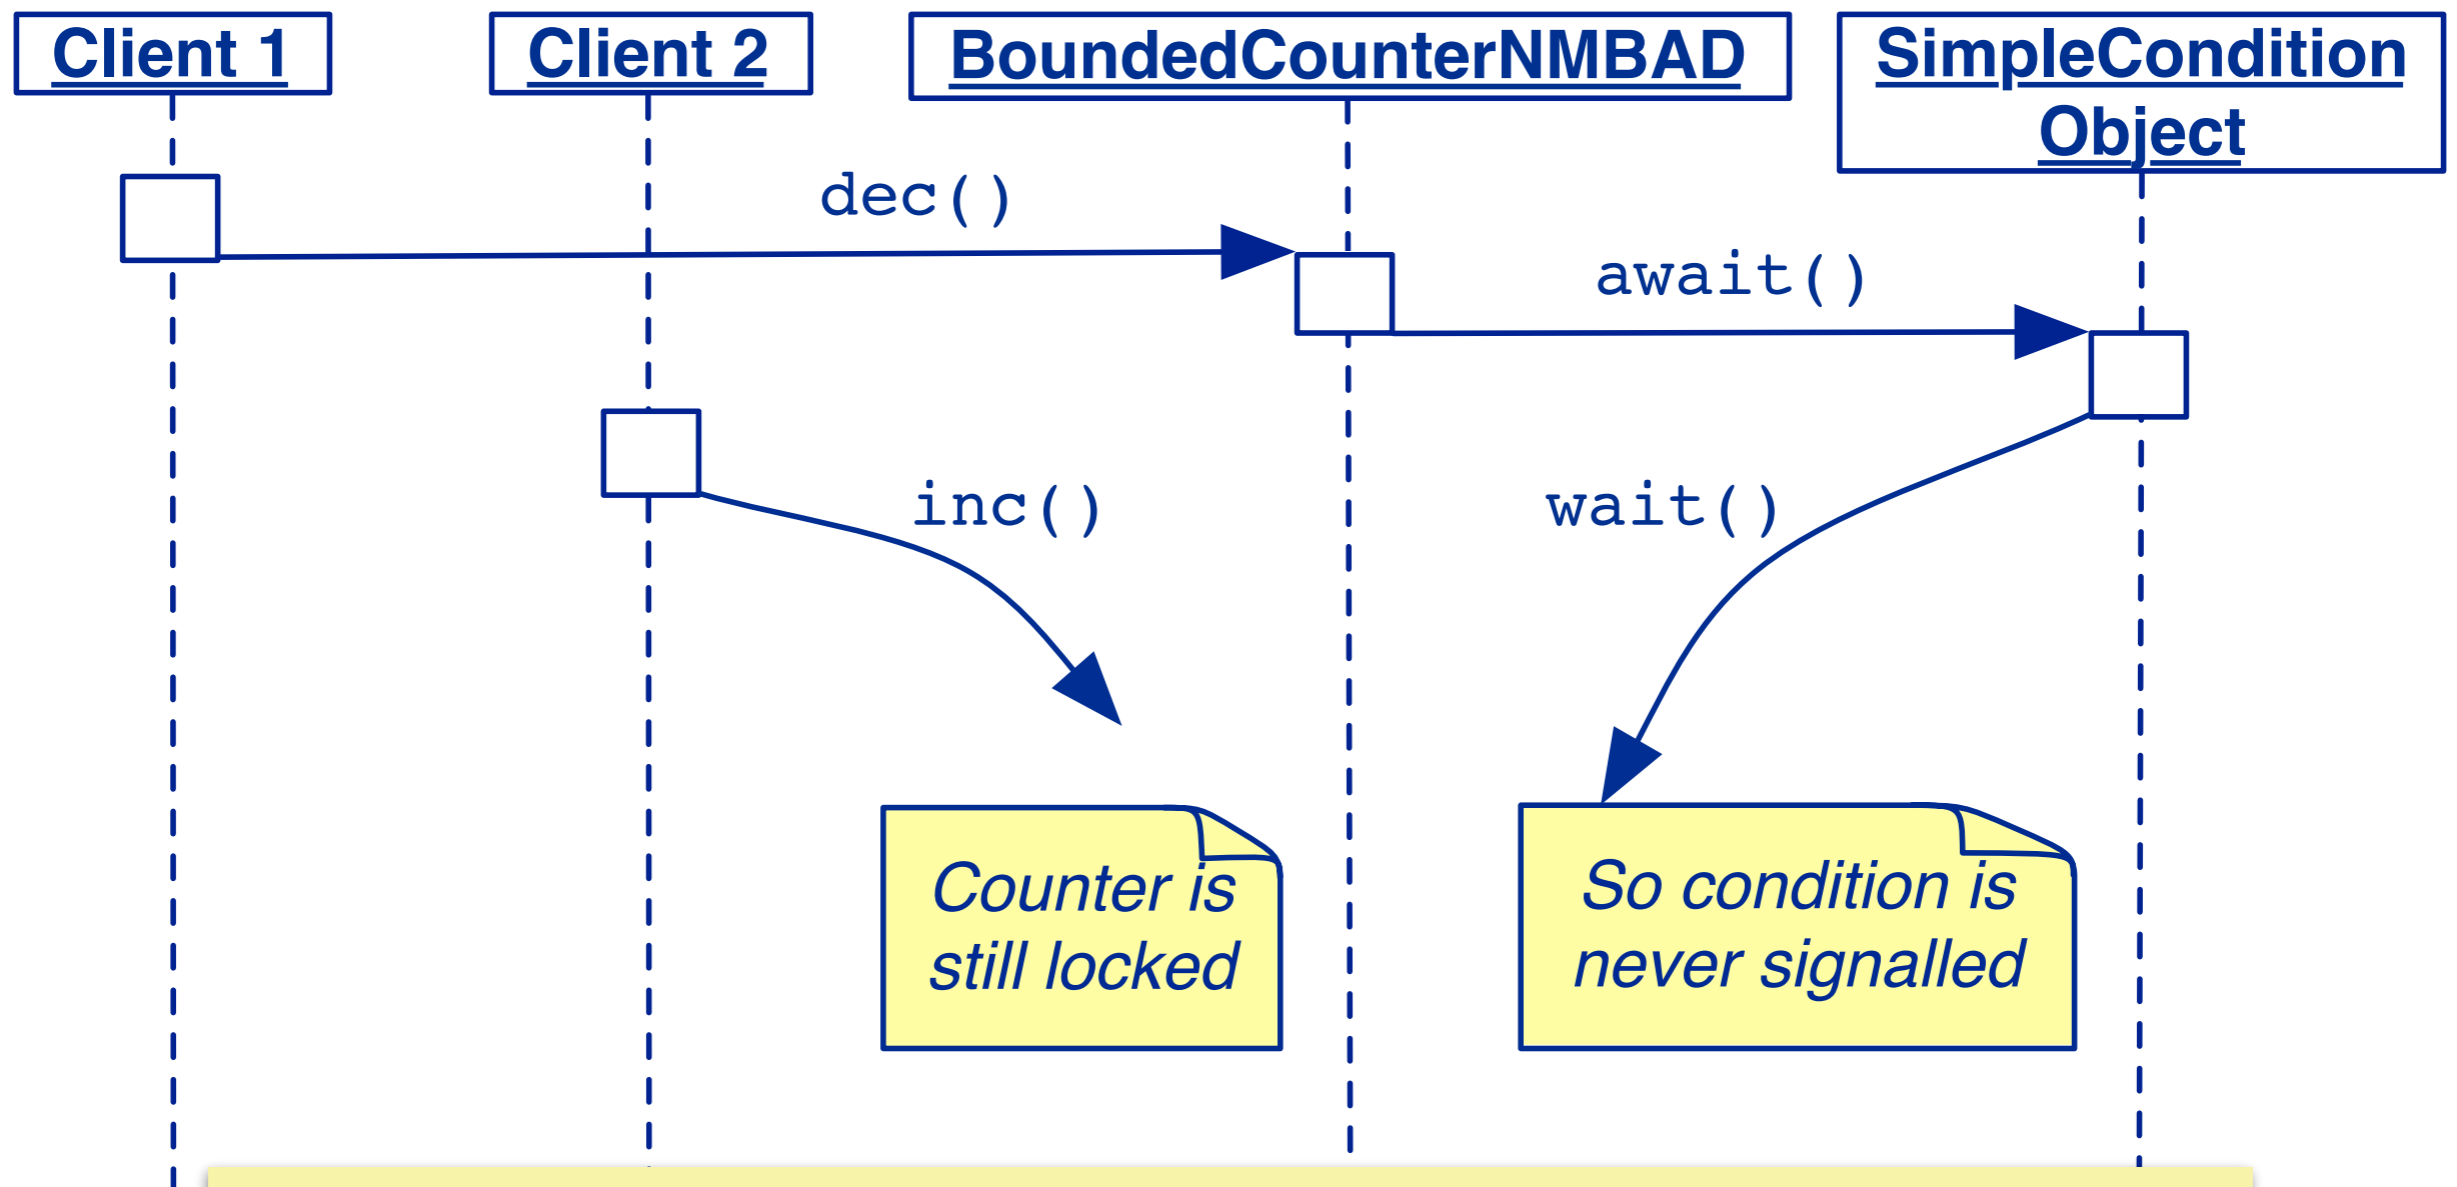 Client 1
Client 2
BoundedCounterNMBAD
SimpleCondition
Object
dec()
await()
inc()
wait()
Counter is
still locked
So condition is
never signalled